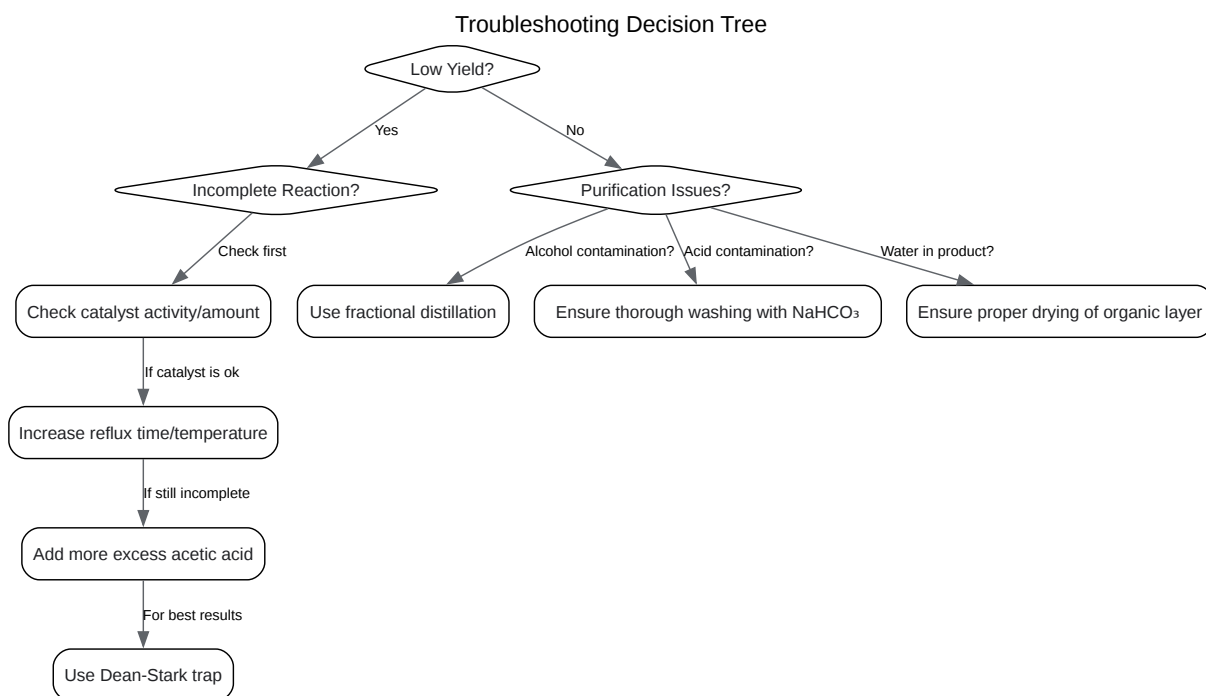 Troubleshooting Decision Tree
Low Yield?
Yes
No
Incomplete Reaction?
Purification Issues?
Check first
Alcohol contamination?
Acid contamination?
Water in product?
Check catalyst activity/amount
Use fractional distillation
Ensure thorough washing with NaHCO₃
Ensure proper drying of organic layer
If catalyst is ok
Increase reflux time/temperature
If still incomplete
Add more excess acetic acid
For best results
Use Dean-Stark trap